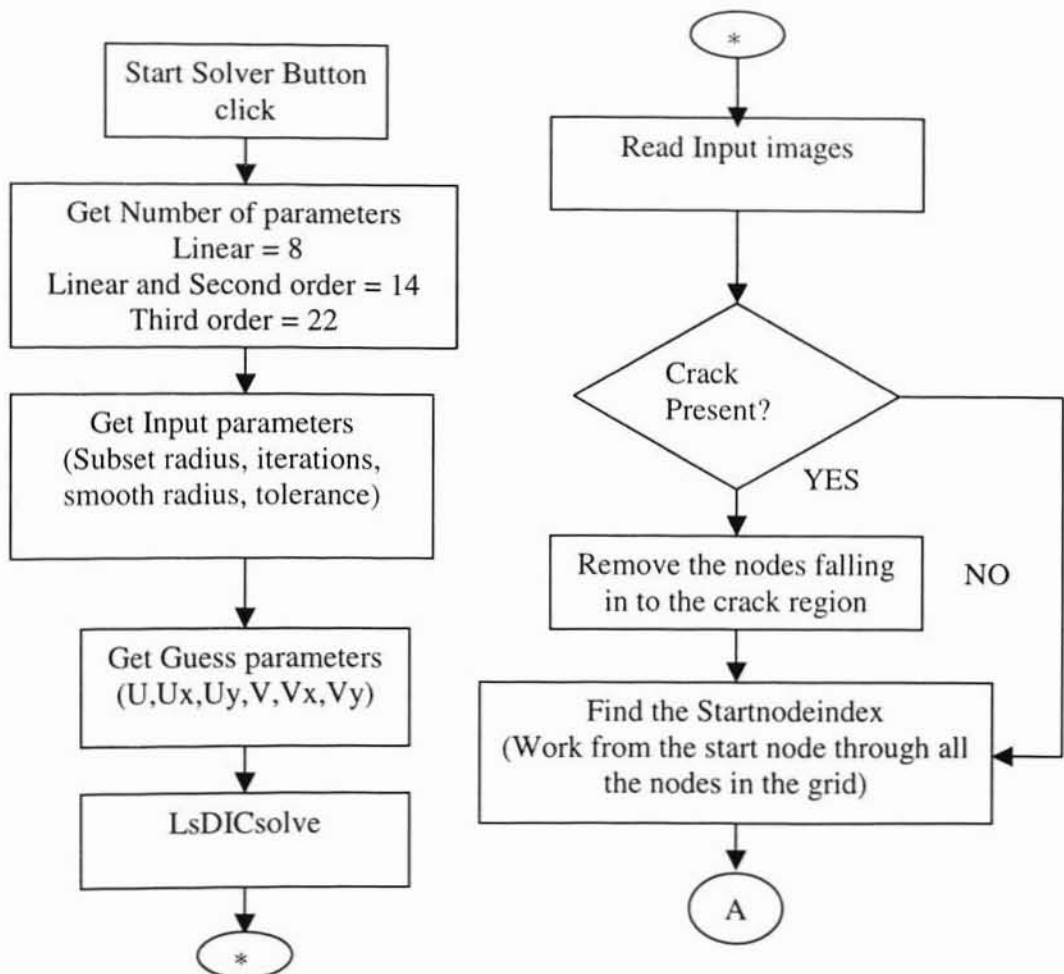 Start Solver Button
click
Get Number of parameters
Linear = 8
Linear and Second order = 14
Third order = 22
Get Input parameters
(Subset radius, iterations,
smooth radius, tolerance)
Get Guess parameters
(U,Ux,Uy,V,Vx,Vy)
LsDICsolve
*
*
Read Input images
Crack
Present?
YES
NO
Remove the nodes falling
in to the crack region
Find the Startnodeindex
(Work from the start node through all
the nodes in the grid)
A